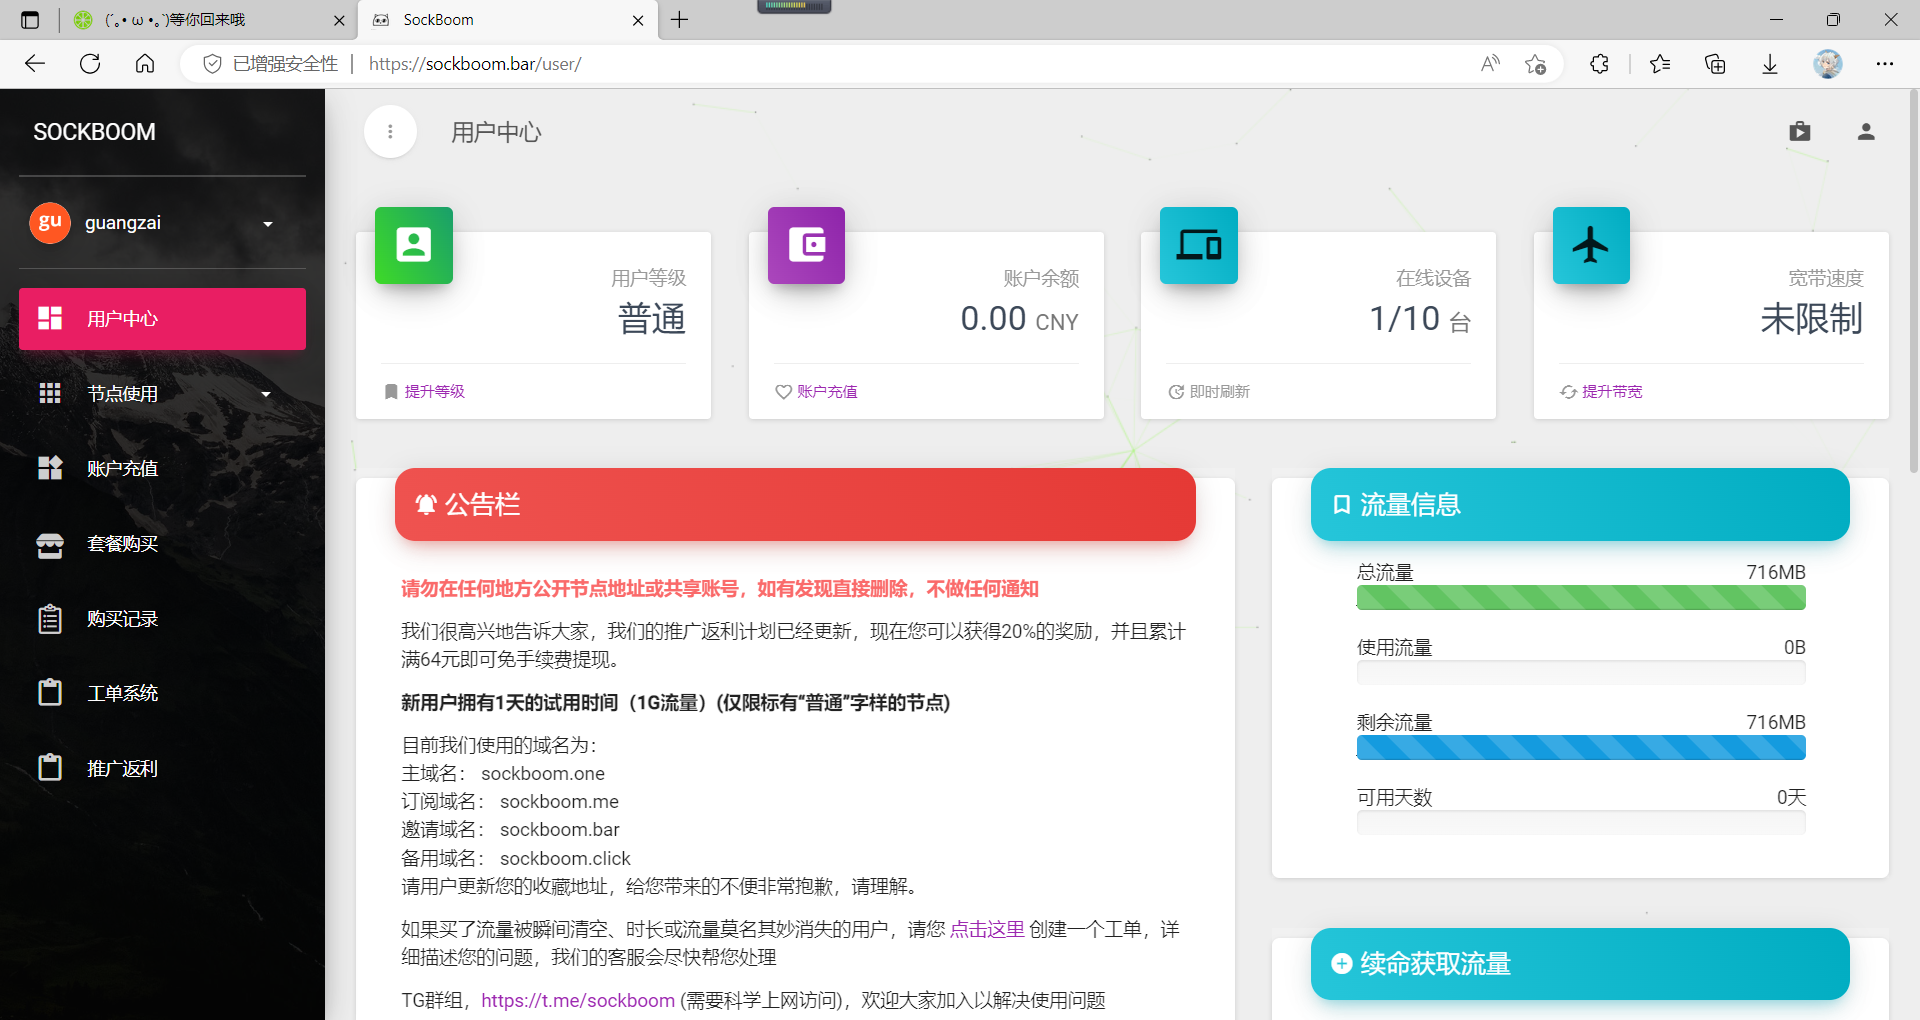 (´｡• ω •｡`)等你回来哦
SockBoom
已增强安全性
https://sockboom.bar/user/
SOCKBOOM
gu
guangzai
用户中心
节点使用
账户充值
套餐购买
购买记录
工单系统
推广返利
用户中心
用户等级
普通
提升等级
账户余额
0.00 CNY
账户充值
在线设备
1/10 台
即时刷新
宽带速度
未限制
提升带宽
公告栏
请勿在任何地方公开节点地址或共享账号，如有发现直接删除，不做任何通知
我们很高兴地告诉大家，我们的推广返利计划已经更新，现在您可以获得20%的奖励，并且累计
满64元即可免手续费提现。
新用户拥有1天的试用时间（1G流量）(仅限标有“普通”字样的节点)
目前我们使用的域名为：
主域名： sockboom.one
订阅域名： sockboom.me
邀请域名： sockboom.bar
备用域名： sockboom.click
请用户更新您的收藏地址，给您带来的不便非常抱歉，请理解。
如果买了流量被瞬间清空、时长或流量莫名其妙消失的用户，请您 点击这里 创建一个工单，详
细描述您的问题，我们的客服会尽快帮您处理
TG群组，https://t.me/sockboom (需要科学上网访问)，欢迎大家加入以解决使用问题
流量信息
总流量 716MB
使用流量 0B
剩余流量 716MB
可用天数 0天
续命获取流量